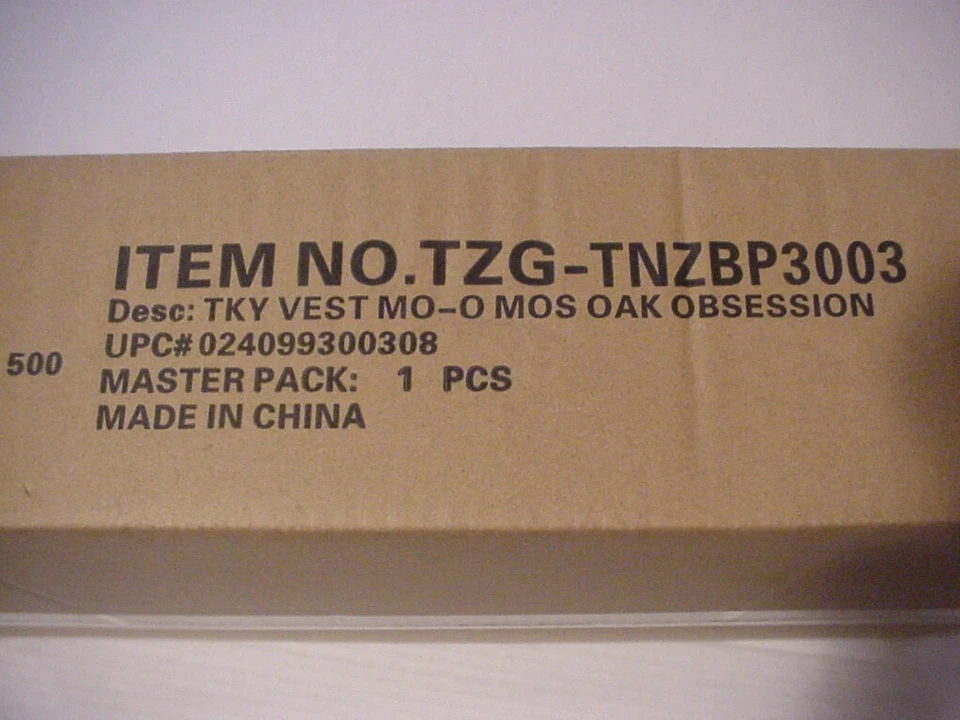 ITEM NO.TZG-TNZBP3003
Desc: TKY VEST MO-O MOS OAK OBSESSION
UPC# 024099300308
500
MASTER PACK: 1 PCS
MADE IN CHINA